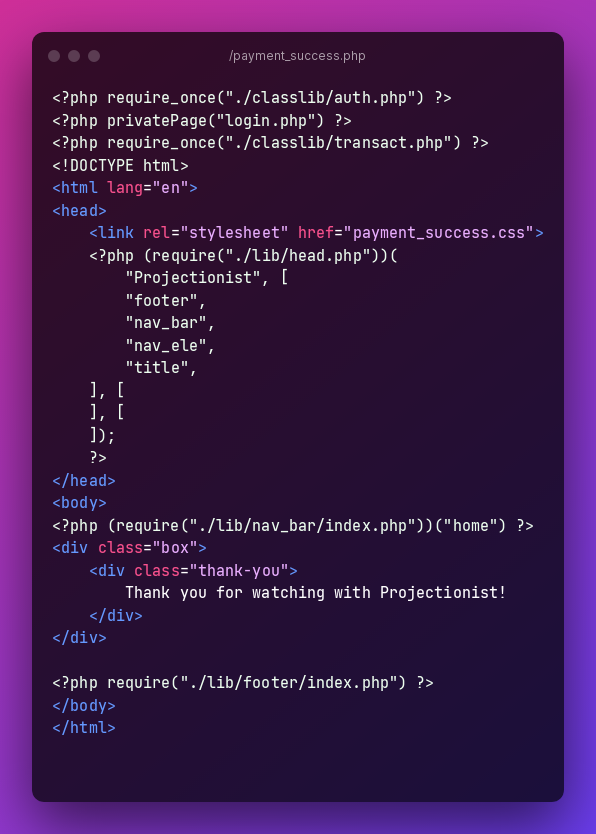 /payment_success.php
<?php require_once("./classlib/auth.php") ?>
<?php privatePage("login.php") ?>
<?php require_once("./classlib/transact.php") ?>
<!DOCTYPE html>
<html lang="en">
<head>
    <link rel="stylesheet" href="payment_success.css">
    <?php (require("./lib/head.php"))(
        "Projectionist", [
        "footer",
        "nav_bar",
        "nav_ele",
        "title",
    ], [
    ], [
    ]);
    ?>
</head>
<body>
<?php (require("./lib/nav_bar/index.php"))("home") ?>
<div class="box">
    <div class="thank-you">
        Thank you for watching with Projectionist!
    </div>
</div>

<?php require("./lib/footer/index.php") ?>
</body>
</html>